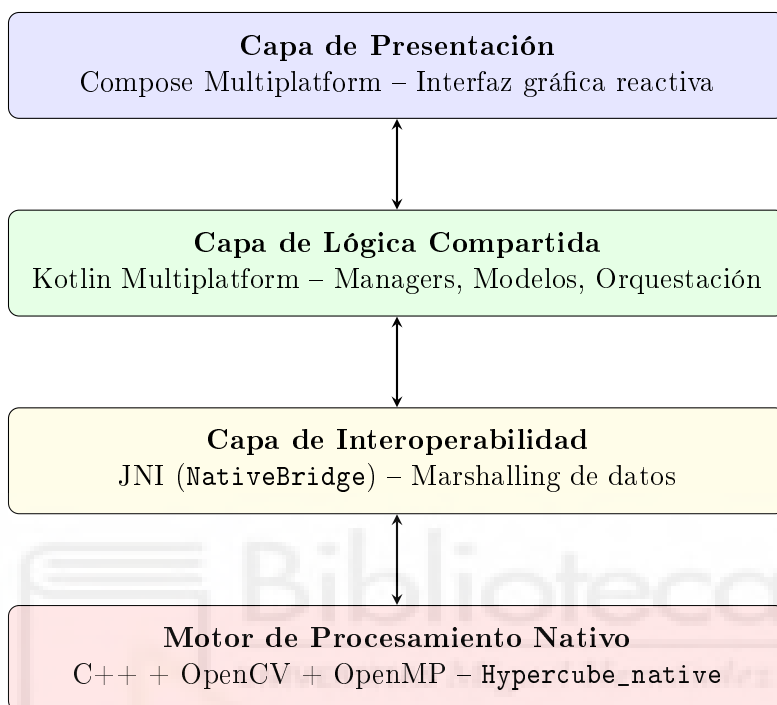 Capa de Presentación
Compose Multiplatform – Interfaz gráfica reactiva
Capa de Lógica Compartida
Kotlin Multiplatform – Managers, Modelos, Orquestación
Capa de Interoperabilidad
JNI (NativeBridge) – Marshalling de datos
Biblioteca
Motor de Procesamiento Nativo
C++ + OpenCV + OpenMP – Hypercube_native